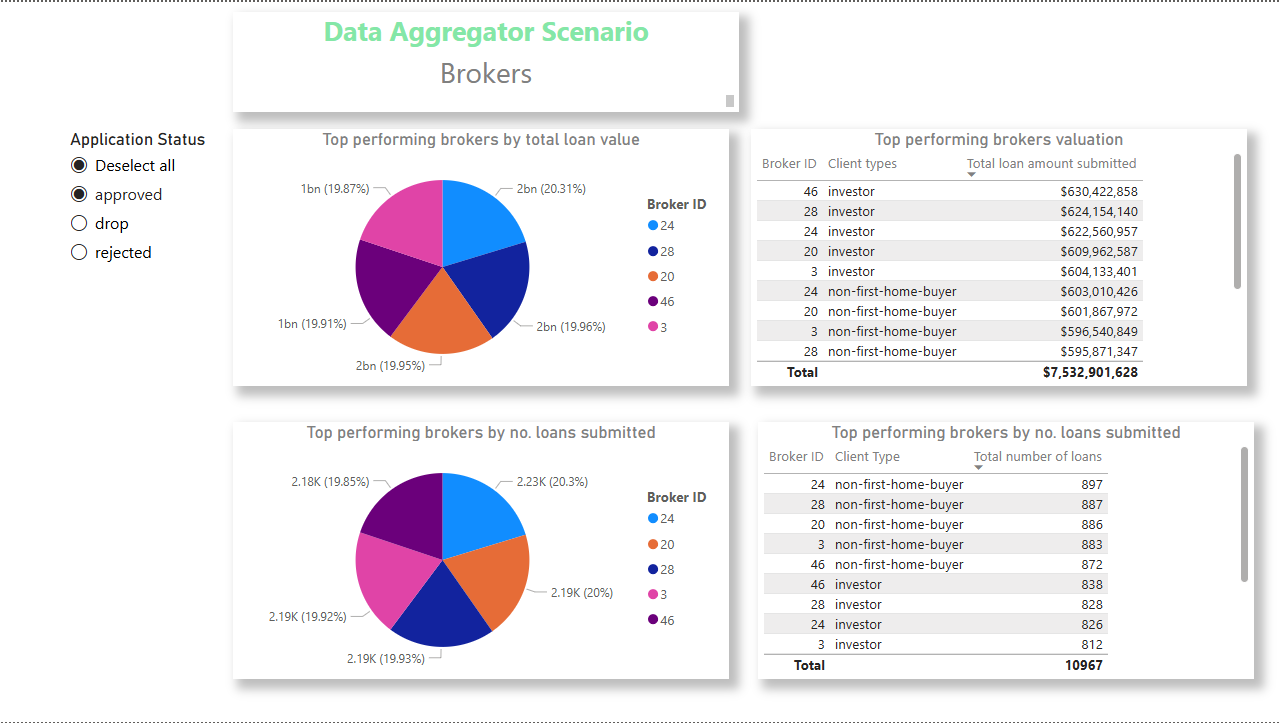 Data Aggregator Scenario
Brokers
Application Status
Deselect all
approved
drop
rejected
Top performing brokers by total loan value
1bn (19.87%)
2bn (20.31%)
1bn (19.91%)
2bn (19.96%)
2bn (19.95%)
Broker ID
24
28
20
46
3
Top performing brokers valuation
Broker ID Client types Total loan amount submitted
46 investor $630,422,858
28 investor $624,154,140
24 investor $622,560,957
20 investor $609,962,587
3 investor $604,133,401
24 non-first-home-buyer $603,010,426
20 non-first-home-buyer $601,867,972
3 non-first-home-buyer $596,540,849
28 non-first-home-buyer $595,871,347
Total $7,532,901,628
Top performing brokers by no. loans submitted
2.18K (19.85%)
2.23K (20.3%)
2.19K (20%)
2.19K (19.92%)
2.19K (19.93%)
Broker ID
24
20
28
3
46
Top performing brokers by no. loans submitted
Broker ID Client Type Total number of loans
24 non-first-home-buyer 897
28 non-first-home-buyer 887
20 non-first-home-buyer 886
3 non-first-home-buyer 883
46 non-first-home-buyer 872
46 investor 838
28 investor 828
24 investor 826
3 investor 812
Total 10967